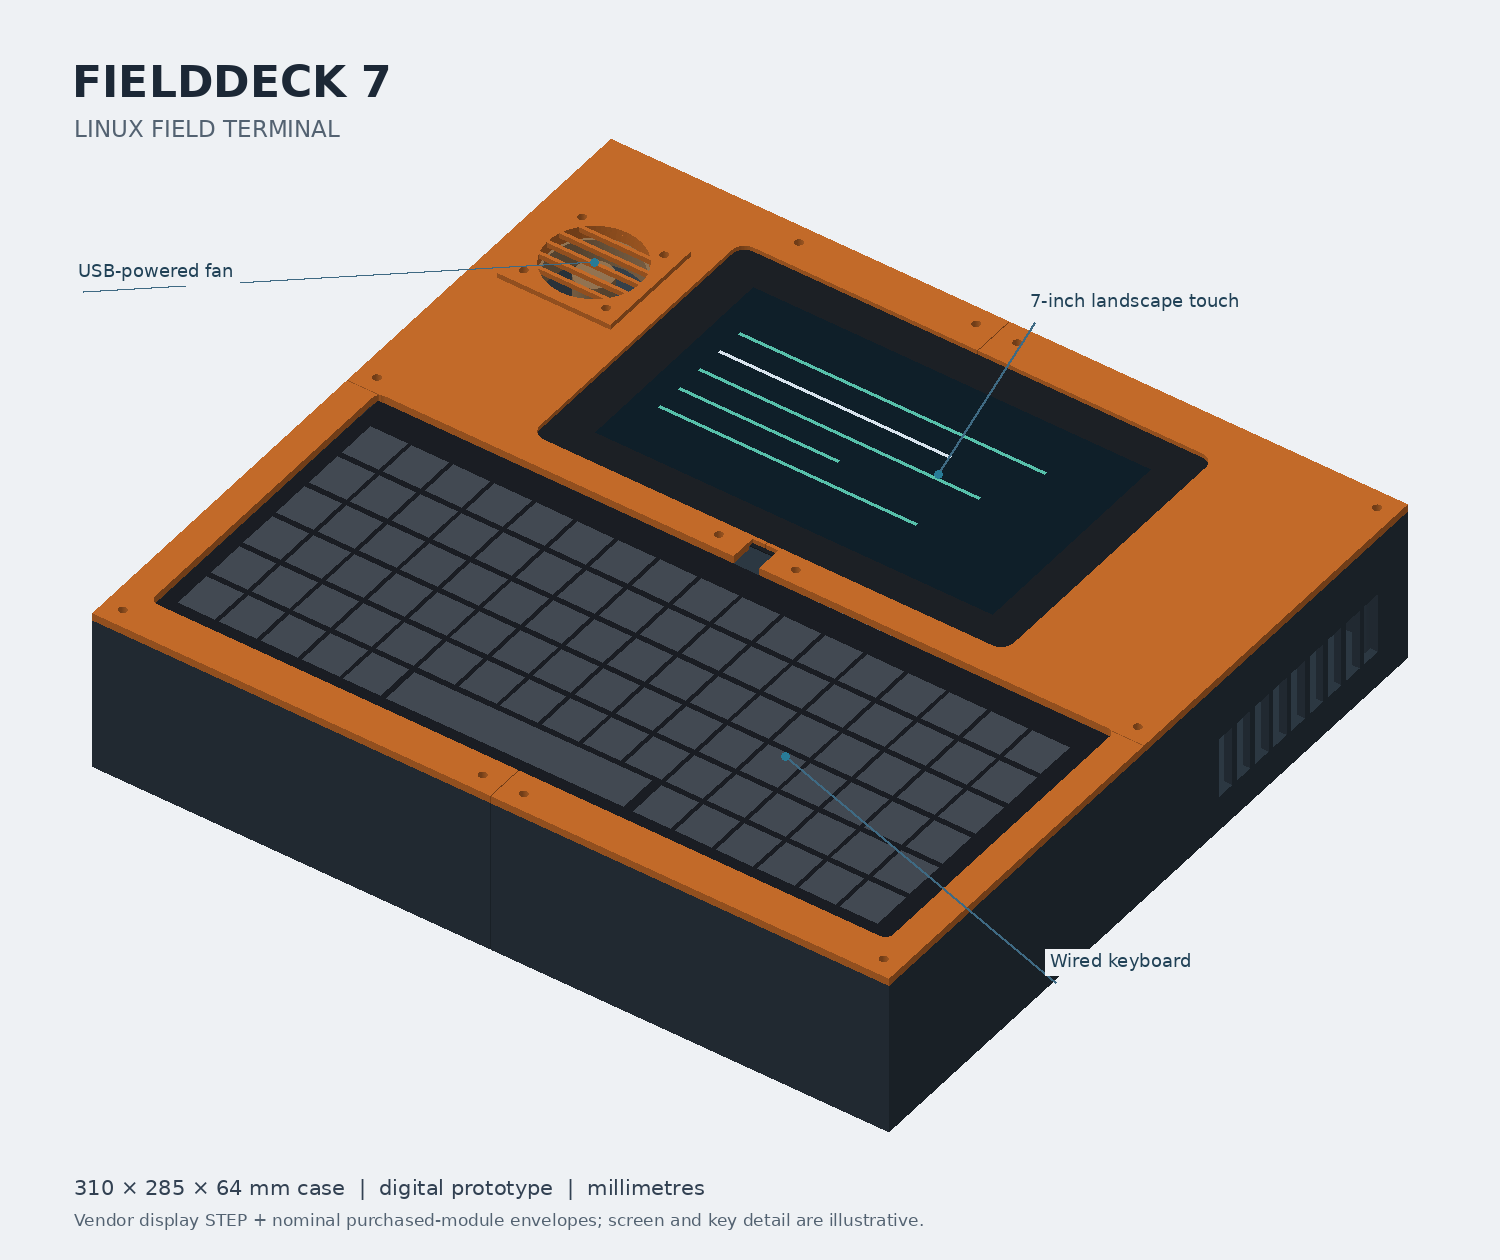 FIELDDECK 7
LINUX FIELD TERMINAL
USB-powered fan
7-inch landscape touch
Wired keyboard
310 × 285 × 64 mm case | digital prototype | millimetres
Vendor display STEP + nominal purchased-module envelopes; screen and key detail are illustrative.